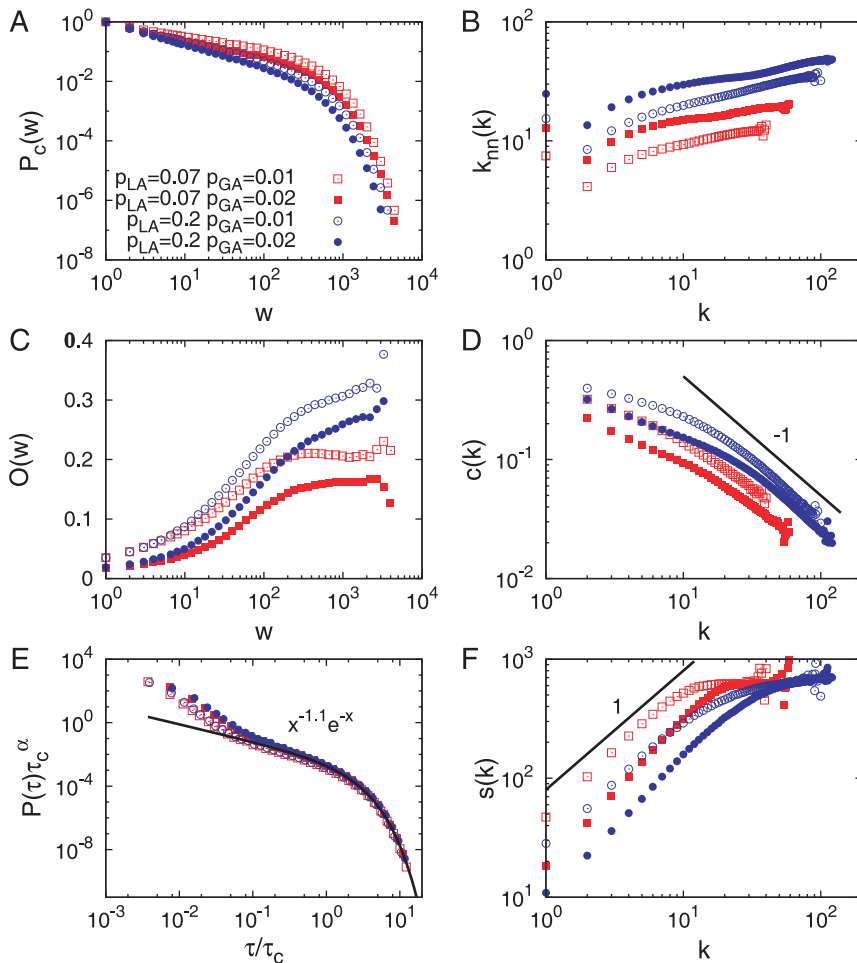 A
P_c(w)
10^0
10^-2
10^-4
10^-6
10^-8
p_LA=0.07 p_GA=0.01
p_LA=0.07 p_GA=0.02
p_LA=0.2 p_GA=0.01
p_LA=0.2 p_GA=0.02
10^0 10^1 10^2 10^3 10^4
w
B
k_nn(k)
10^2
10^1
10^0
10^0 10^1 10^2
k
C
O(w)
0.4
0.3
0.2
0.1
0
10^0 10^1 10^2 10^3 10^4
w
D
c(k)
10^0
10^-1
10^-2
-1
10^0 10^1 10^2
k
E
P(τ)τ_c^α
10^4
10^0
10^-4
10^-8
x^-1.1e^-x
10^-3 10^-2 10^-1 10^0 10^1
τ/τ_c
F
s(k)
10^3
10^2
10^1
1
10^0 10^1 10^2
k